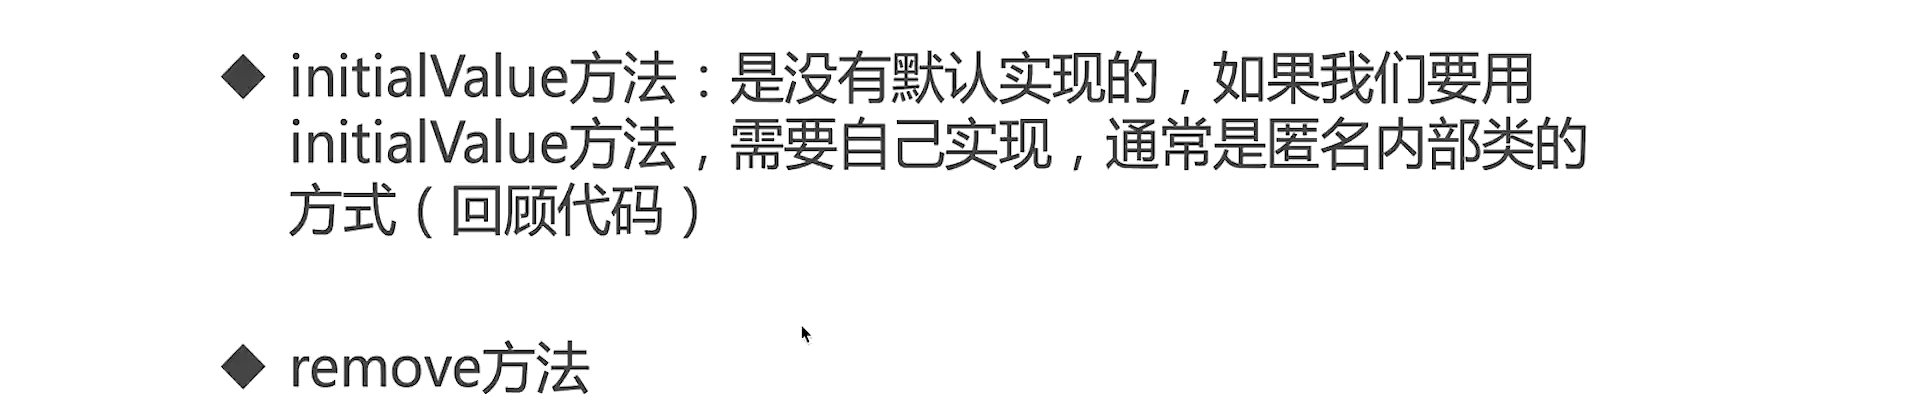 ◆ initialValue方法：是没有默认实现的，如果我们要用
initialValue方法，需要自己实现，通常是匿名内部类的
方式（回顾代码）
◆ remove方法